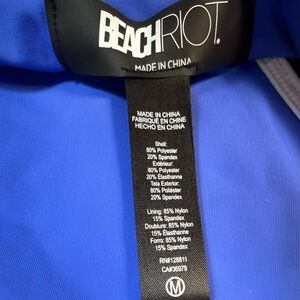 BEACHRIOT®
MADE IN CHINA
MADE IN CHINA
FABRIQUÉ EN CHINE
HECHO EN CHINA
Shell:
80% Polyester
20% Spandex
Extérieur:
80% Polyester
20% Élasthanne
Tela Exterior:
80% Poliéster
20% Spandex
Lining: 85% Nylon
15% Spandex
Doublure: 85% Nylon
15% Élasthanne
Forro: 85% Nylon
15% Spandex
RN#128811
CA#36979
M